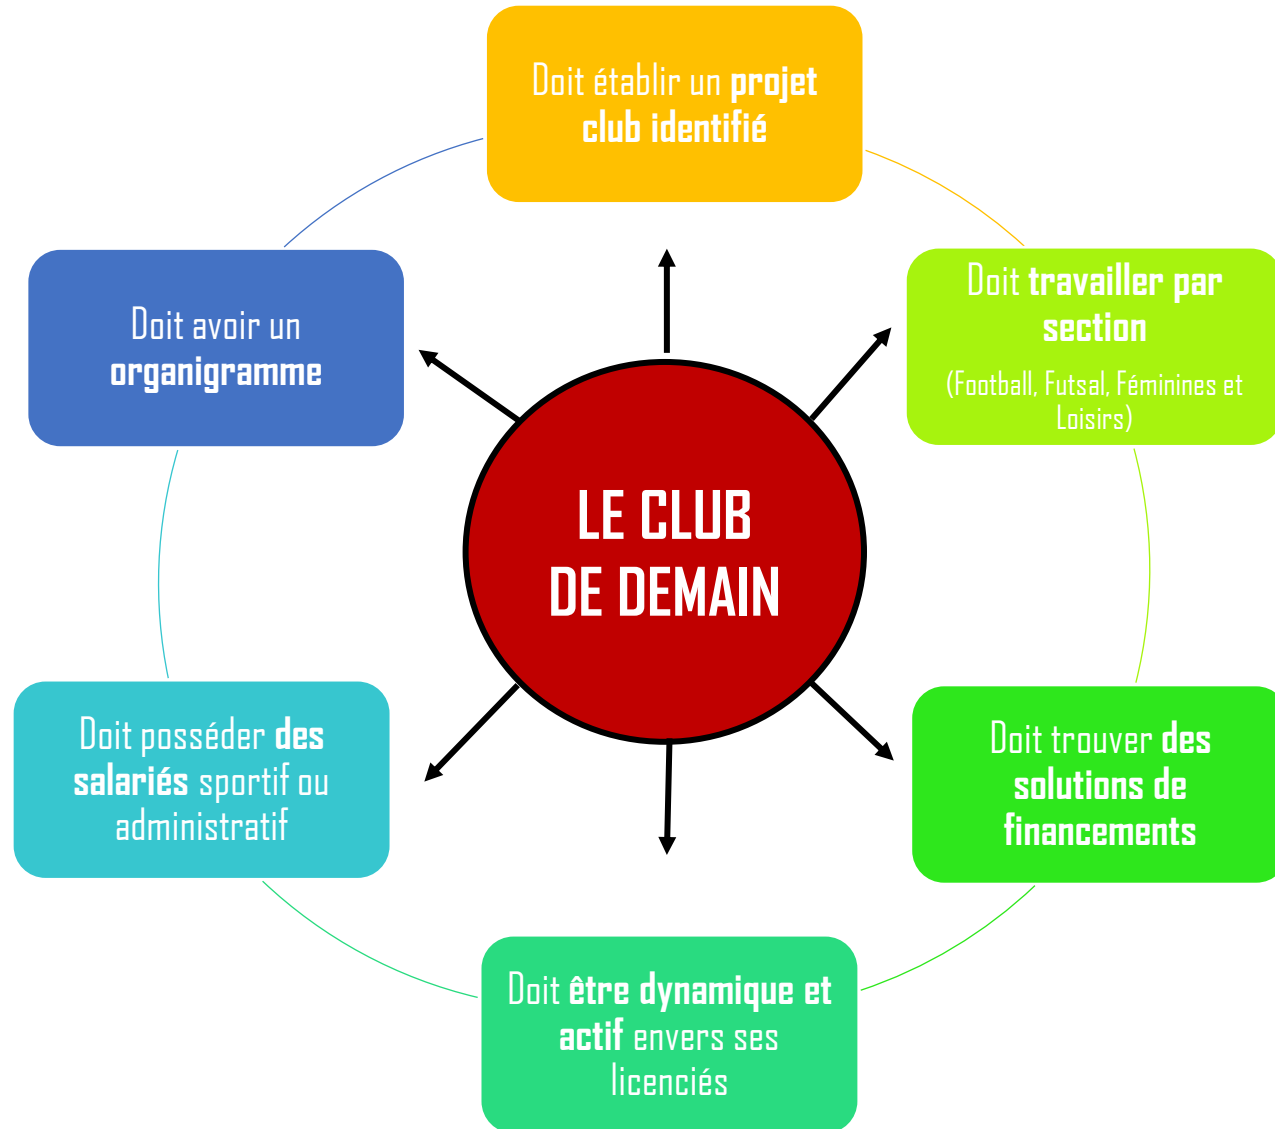 Doit établir un projet
club identifié
Doit travailler par
section
(Football, Futsal, Féminines et
Loisirs)
Doit trouver des
solutions de
financements
Doit être dynamique et
actif envers ses
licenciés
Doit posséder des
salariés sportif ou
administratif
Doit avoir un
organigramme
LE CLUB
DE DEMAIN